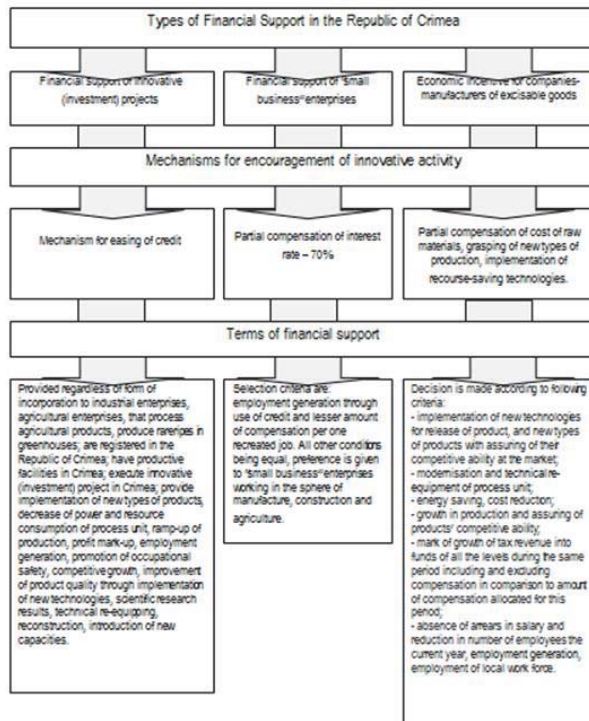 Types of Financial Support in the Republic of Crimea
Financial support of innovative
(investment) projects
Financial support of "small
business" enterprises
Economic incentive for companies-
manufacturers of excisable goods
Mechanisms for encouragement of innovative activity
Mechanism for easing of credit
Partial compensation of interest
rate – 70%
Partial compensation of cost of raw
materials, grasping of new types of
production, implementation of
recourse-saving technologies.
Terms of financial support
Provided regardless of form of
incorporation to industrial enterprises,
agricultural enterprises, that process
agricultural products, produce rareripes in
greenhouses; are registered in the
Republic of Crimea; have productive
facilities in Crimea; execute innovative
(investment) project in Crimea; provide
implementation of new types of products,
decrease of power and resource
consumption of process unit, ramp-up of
production, profit mark-up, employment
generation, promotion of occupational
safety, competitive growth, improvement
of product quality through implementation
of new technologies, scientific research
results, technical re-equipping,
reconstruction, introduction of new
capacities.
Selection criteria are:
employment generation through
use of credit and lesser amount
of compensation per one
recreated job. All other conditions
being equal, preference is given
to "small business" enterprises
working in the sphere of
manufacture, construction and
agriculture.
Decision is made according to following
criteria:
- implementation of new technologies
for release of product, and new types
of products with assuring of their
competitive ability at the market;
- modernisation and technical re-
equipment of process unit;
- energy saving, cost reduction;
- growth in production and assuring of
products' competitive ability;
- mark of growth of tax revenue into
funds of all the levels during the same
period including and excluding
compensation in comparison to amount
of compensation allocated for this
period;
- absence of arrears in salary and
reduction in number of employees the
current year, employment generation,
employment of local work force.